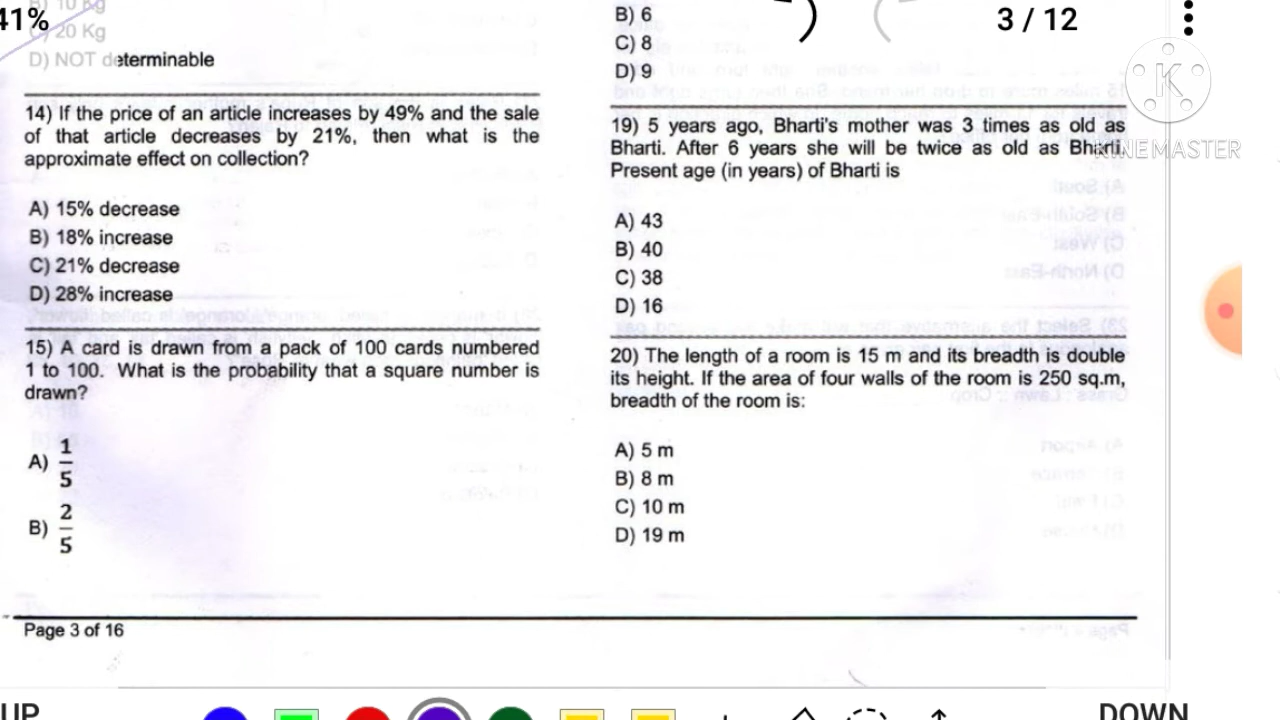 41%
3 / 12
B) 10 Kg
C) 20 Kg
D) NOT determinable
14) If the price of an article increases by 49% and the sale
of that article decreases by 21%, then what is the
approximate effect on collection?
A) 15% decrease
B) 18% increase
C) 21% decrease
D) 28% increase
15) A card is drawn from a pack of 100 cards numbered
1 to 100. What is the probability that a square number is
drawn?
A) 1/5
B) 2/5
B) 6
C) 8
D) 9
19) 5 years ago, Bharti's mother was 3 times as old as
Bharti. After 6 years she will be twice as old as Bharti.
Present age (in years) of Bharti is
A) 43
B) 40
C) 38
D) 16
20) The length of a room is 15 m and its breadth is double
its height. If the area of four walls of the room is 250 sq.m,
breadth of the room is:
A) 5 m
B) 8 m
C) 10 m
D) 19 m
Page 3 of 16
K
KINEMASTER
UP
DOWN